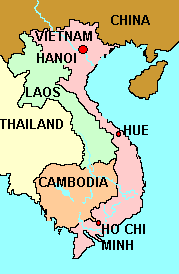 CHINA
VIETNAM
HANOI
LAOS
THAILAND
HUE
CAMBODIA
HO CHI
MINH